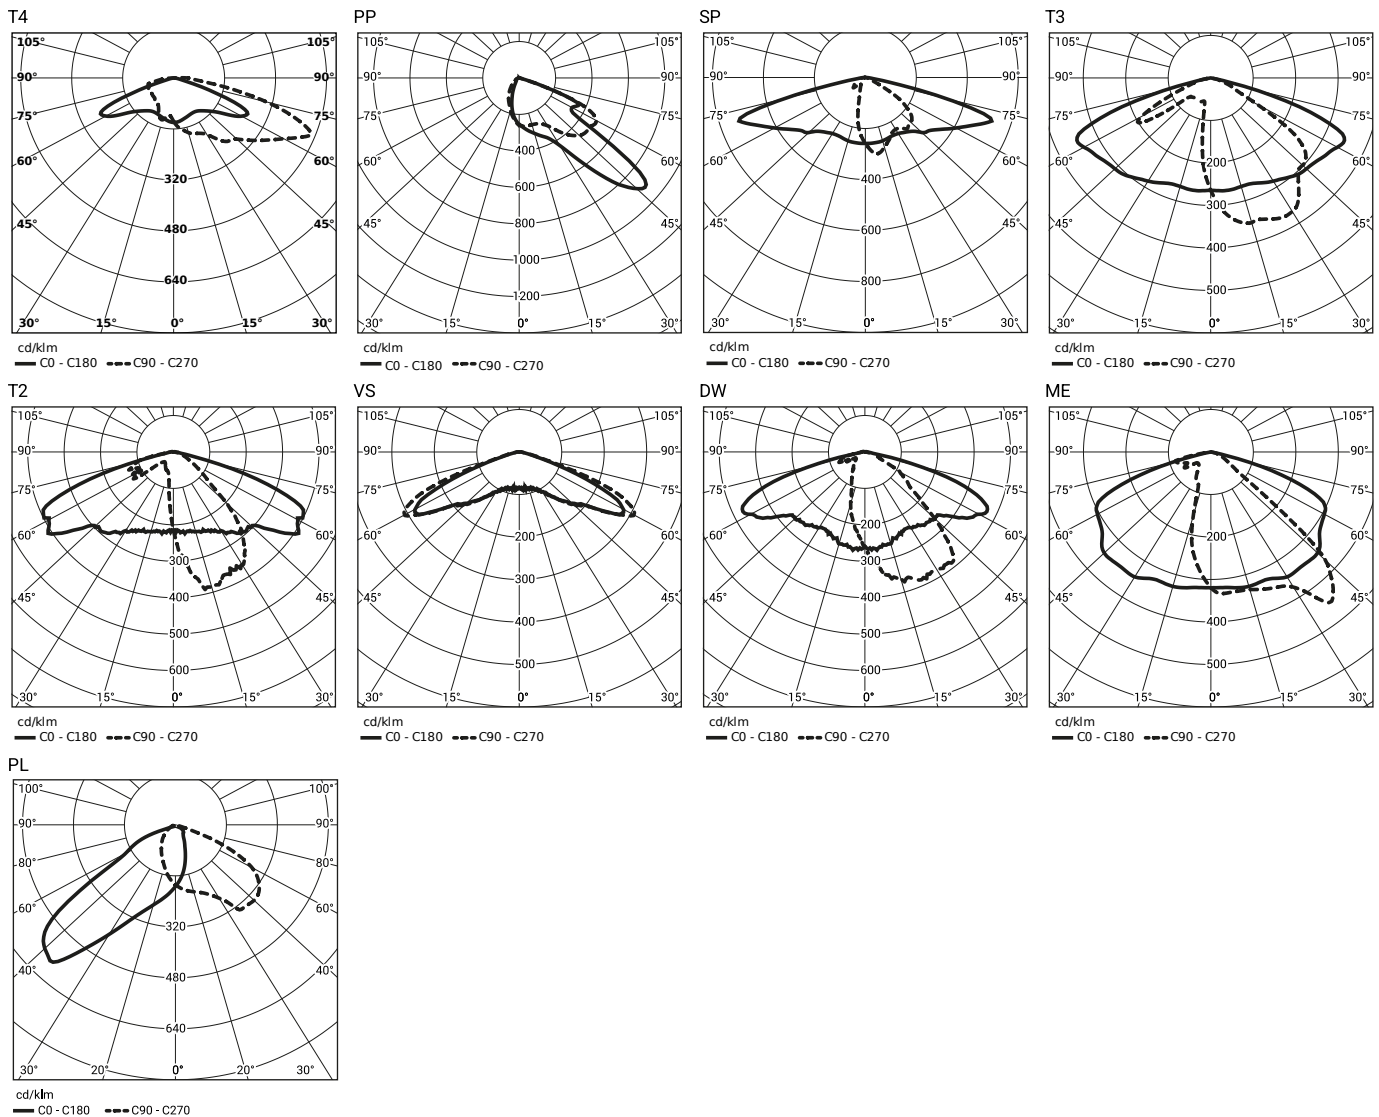 T4 PP SP T3
105° 105° 105° 105° 105° 105° 105° 105°
90° 90° 90° 90° 90° 90° 90° 90°
75° 75° 75° 75° 75° 75° 75° 75°
60° 60° 60° 60° 60° 60° 60° 60°
45° 45° 45° 45° 45° 45° 45° 45°
320 480 640
400 600 800 1000 1200
400 600 800
200 300 400 500
30° 15° 0° 15° 30° 30° 15° 0° 15° 30° 30° 15° 0° 15° 30° 30° 15° 0° 15° 30°
cd/klm cd/klm cd/klm cd/klm
C0 - C180 C90 - C270 C0 - C180 C90 - C270 C0 - C180 C90 - C270 C0 - C180 C90 - C270
T2 VS DW ME
105° 105° 105° 105° 105° 105° 105° 105°
90° 90° 90° 90° 90° 90° 90° 90°
75° 75° 75° 75° 75° 75° 75° 75°
60° 60° 60° 60° 60° 60° 60° 60°
45° 45° 45° 45° 45° 45° 45° 45°
300 400 500 600
200 300 400 500
200 400 500 600
200 400 500
30° 15° 0° 15° 30° 30° 15° 0° 15° 30° 30° 15° 0° 15° 30° 30° 15° 0° 15° 30°
cd/klm cd/klm cd/klm cd/klm
C0 - C180 C90 - C270 C0 - C180 C90 - C270 C0 - C180 C90 - C270 C0 - C180 C90 - C270
PL
100° 100°
90° 90°
80° 80°
60° 60°
320
40° 40°
480
640
30° 20° 0° 20° 30°
cd/klm
C0 - C180 C90 - C270